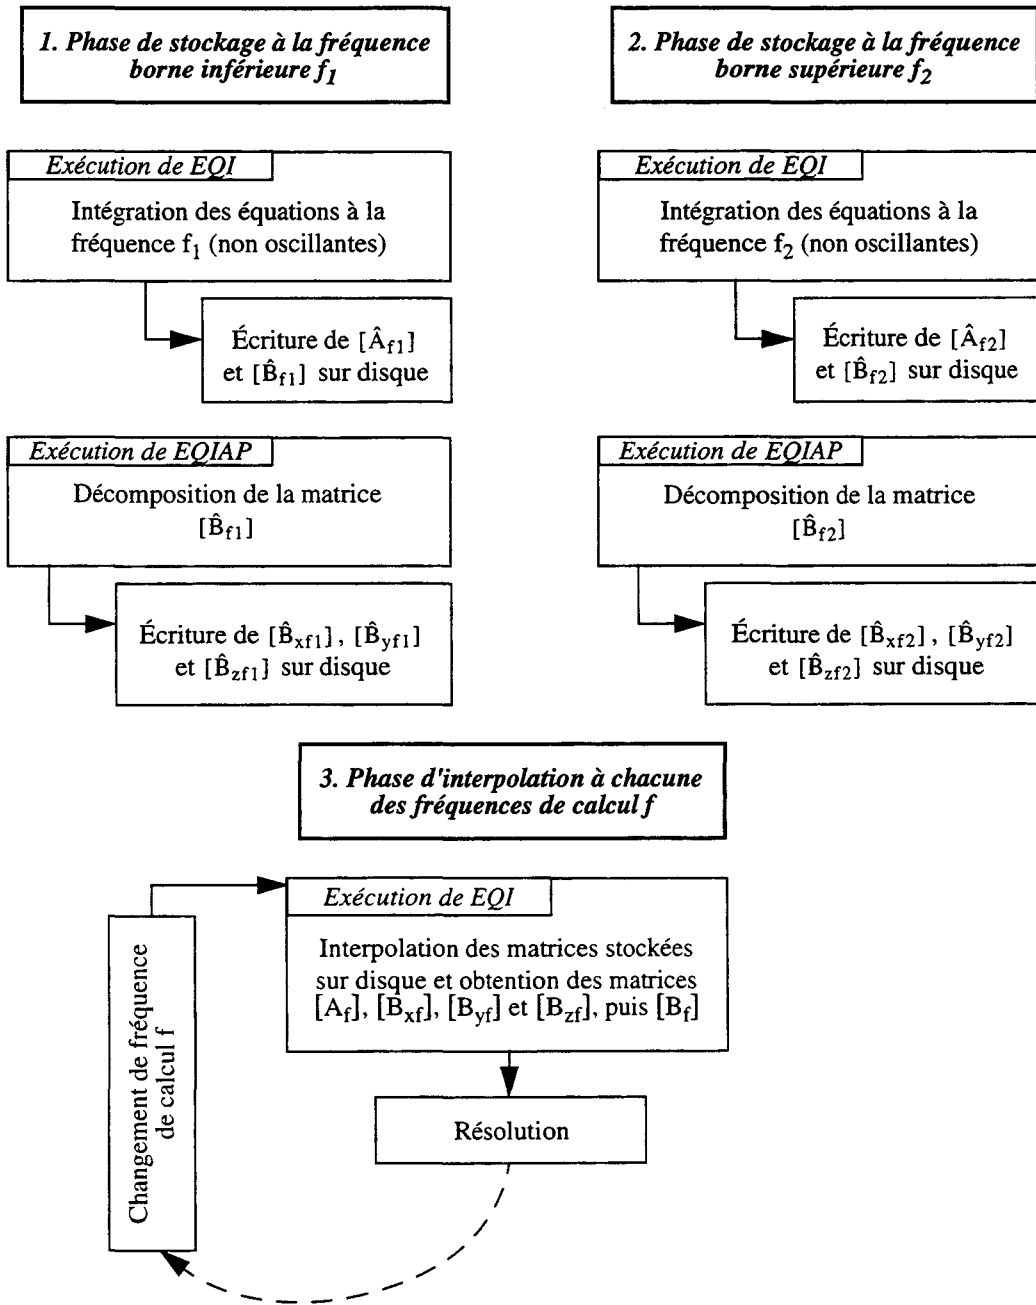 1. Phase de stockage à la fréquence
borne inférieure f1
2. Phase de stockage à la fréquence
borne supérieure f2
Exécution de EQI
Intégration des équations à la
fréquence f1 (non oscillantes)
Écriture de [Âf1]
et [B̂f1] sur disque
Exécution de EQI
Intégration des équations à la
fréquence f2 (non oscillantes)
Écriture de [Âf2]
et [B̂f2] sur disque
Exécution de EQIAP
Décomposition de la matrice
[B̂f1]
Écriture de [B̂xf1], [B̂yf1]
et [B̂zf1] sur disque
Exécution de EQIAP
Décomposition de la matrice
[B̂f2]
Écriture de [B̂xf2], [B̂yf2]
et [B̂zf2] sur disque
3. Phase d'interpolation à chacune
des fréquences de calcul f
Exécution de EQI
Interpolation des matrices stockées
sur disque et obtention des matrices
[Af], [Bxf], [Byf] et [Bzf], puis [Bf]
Résolution
Changement de fréquence
de calcul f